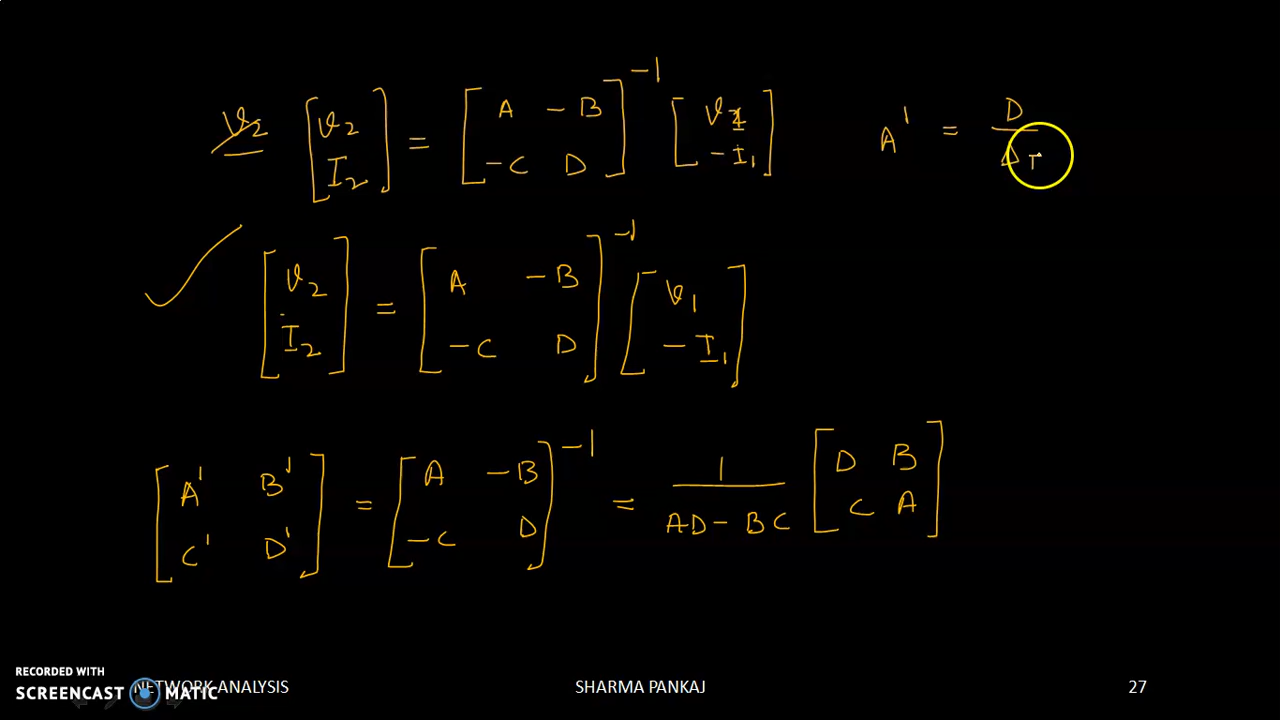 V2 [V2 I2] = [A -B -C D]^-1 [V1 -I1] A' = D/ΔT
[V2 I2] = [A -B -C D]^-1 [V1 -I1]
[A' B' C' D'] = [A -B -C D]^-1 = 1/(AD-BC) [D B C A]
RECORDED WITH
SCREENCAST MATIC
NETWORK ANALYSIS SHARMA PANKAJ 27